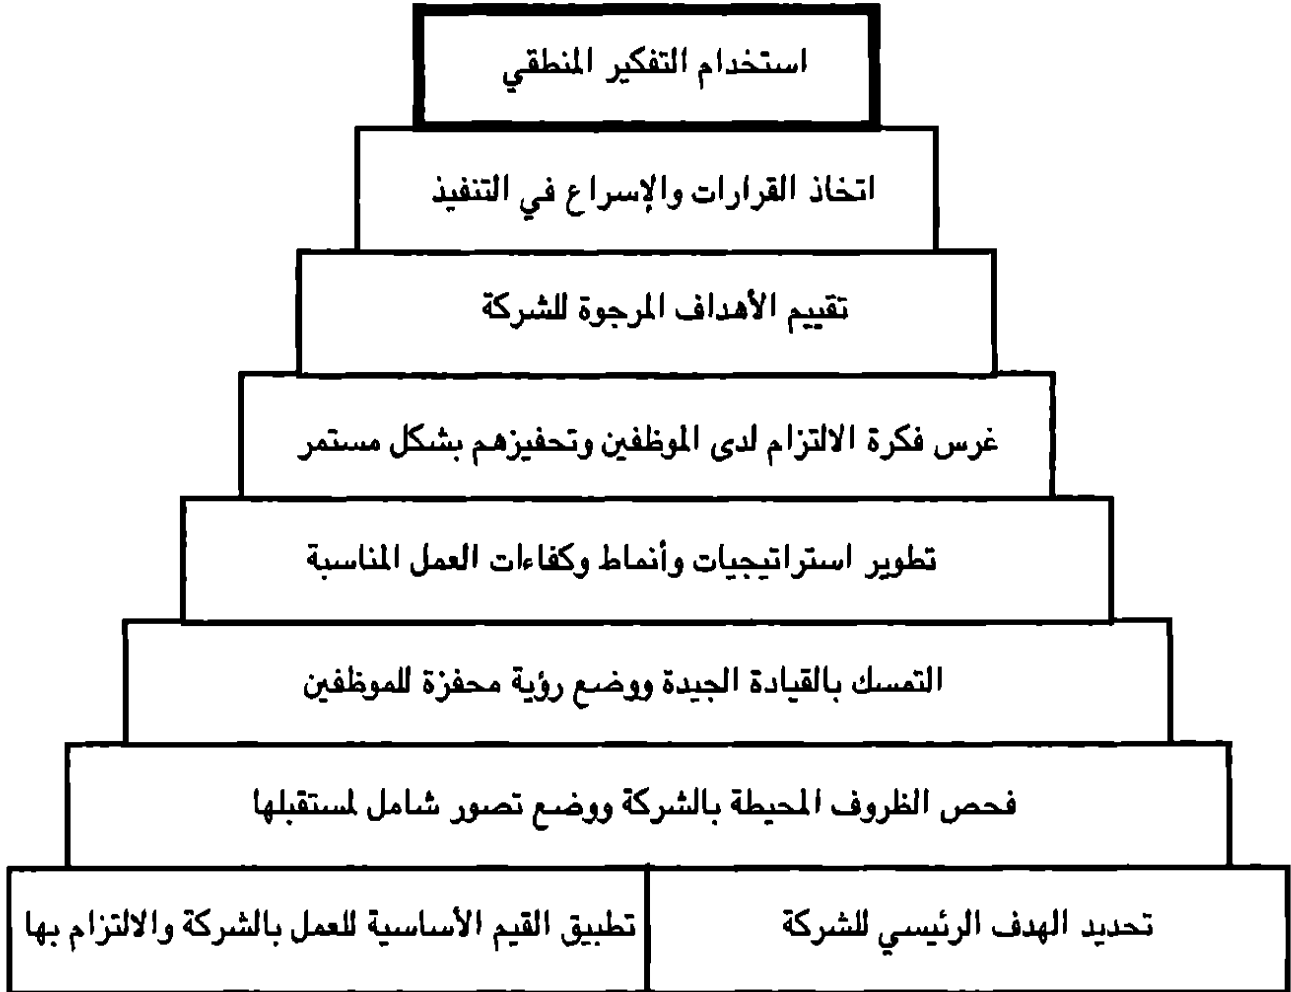 استخدام التفكير المنطقي
اتخاذ القرارات والإسراع في التنفيذ
تقييم الأهداف المرجوة للشركة
غرس فكرة الالتزام لدى الموظفين وتحفيزهم بشكل مستمر
تطوير استراتيجيات وأنماط وكفاءات العمل المناسبة
التمسك بالقيادة الجيدة ووضع رؤية محفزة للموظفين
فحص الظروف المحيطة بالشركة ووضع تصور شامل لمستقبلها
تحديد الهدف الرئيسي للشركة
تطبيق القيم الأساسية للعمل بالشركة والالتزام بها